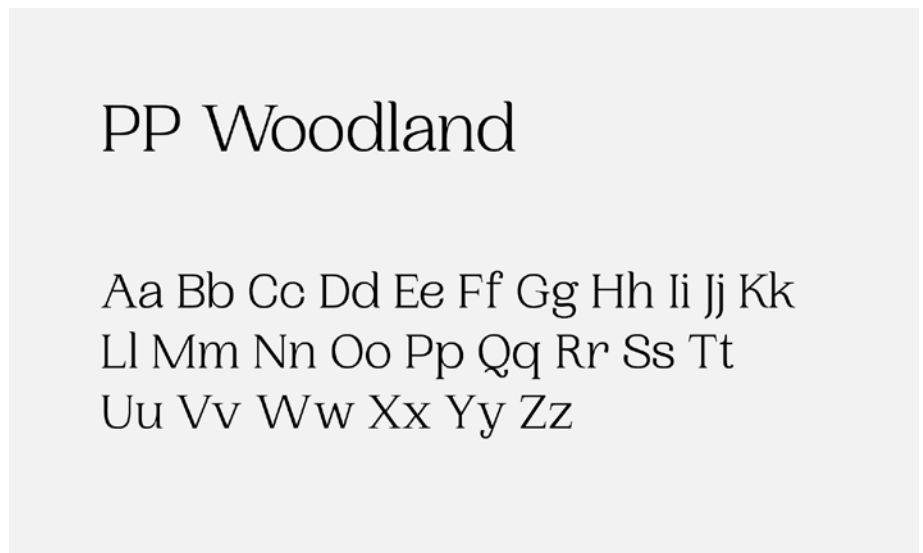 PP Woodland
Aa Bb Cc Dd Ee Ff Gg Hh Ii Jj Kk
Ll Mm Nn Oo Pp Qq Rr Ss Tt
Uu Vv Ww Xx Yy Zz